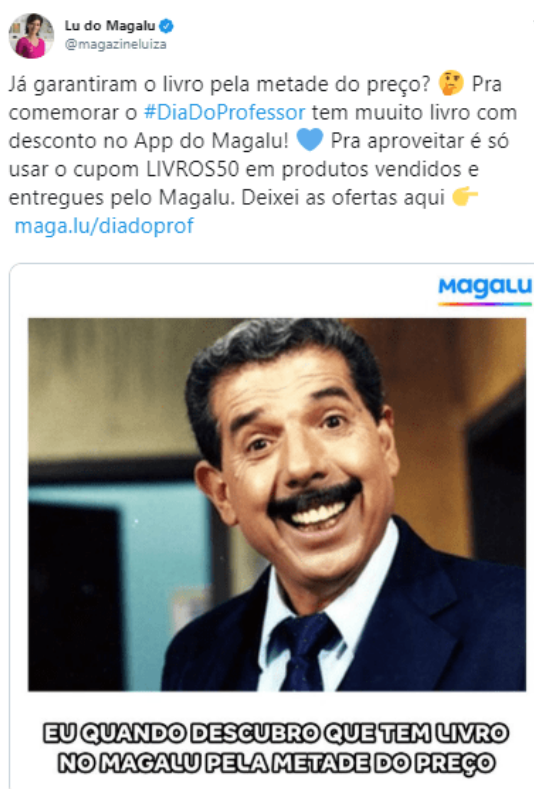 Lu do Magalu
@magazineluiza
Já garantiram o livro pela metade do preço? 🤔 Pra
comemorar o #DiaDoProfessor tem muuito livro com
desconto no App do Magalu! 💙 Pra aproveitar é só
usar o cupom LIVROS50 em produtos vendidos e
entregues pelo Magalu. Deixei as ofertas aqui 👉
maga.lu/diadoprof
MagaLu
EU QUANDO DESCUBRO QUE TEM LIVRO
NO MAGALU PELA METADE DO PREÇO